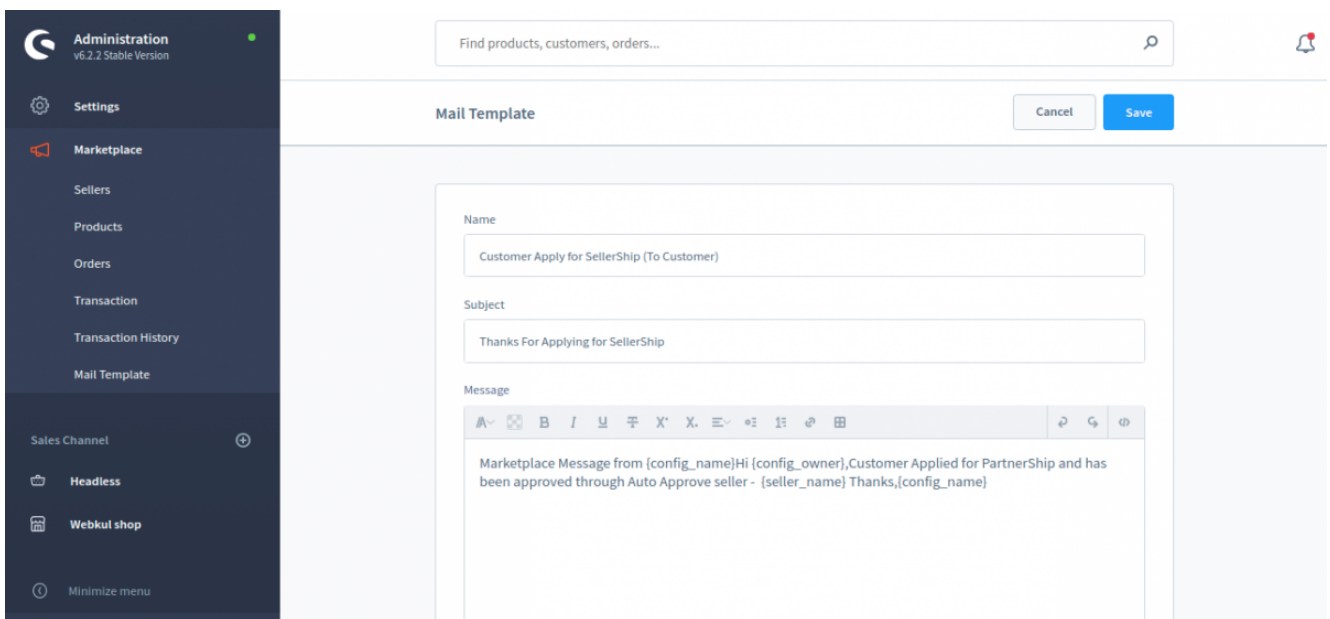 Administration
v6.2.2 Stable Version
Find products, customers, orders...
Settings
Mail Template
Cancel
Save
Marketplace
Sellers
Products
Orders
Transaction
Transaction History
Mail Template
Sales Channel
Headless
Webkul shop
Minimize menu
Name
Customer Apply for SellerShip (To Customer)
Subject
Thanks For Applying for SellerShip
Message
Marketplace Message from {config_name}Hi {config_owner},Customer Applied for PartnerShip and has
been approved through Auto Approve seller - {seller_name} Thanks,{config_name}